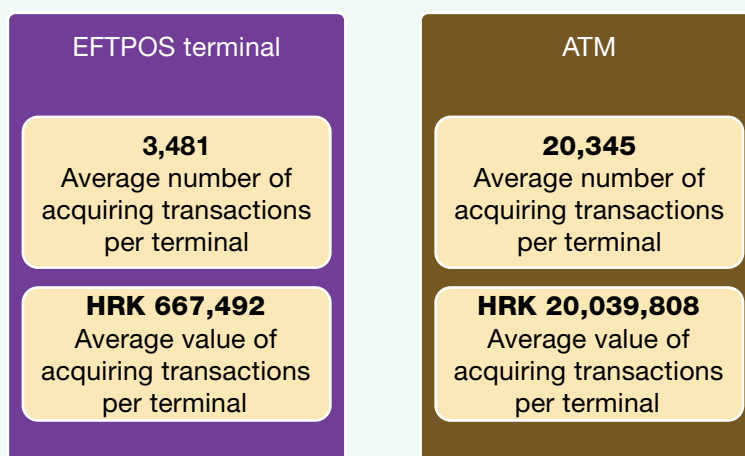 EFTPOS terminal
3,481
Average number of
acquiring transactions
per terminal
HRK 667,492
Average value of
acquiring transactions
per terminal
ATM
20,345
Average number of
acquiring transactions
per terminal
HRK 20,039,808
Average value of
acquiring transactions
per terminal